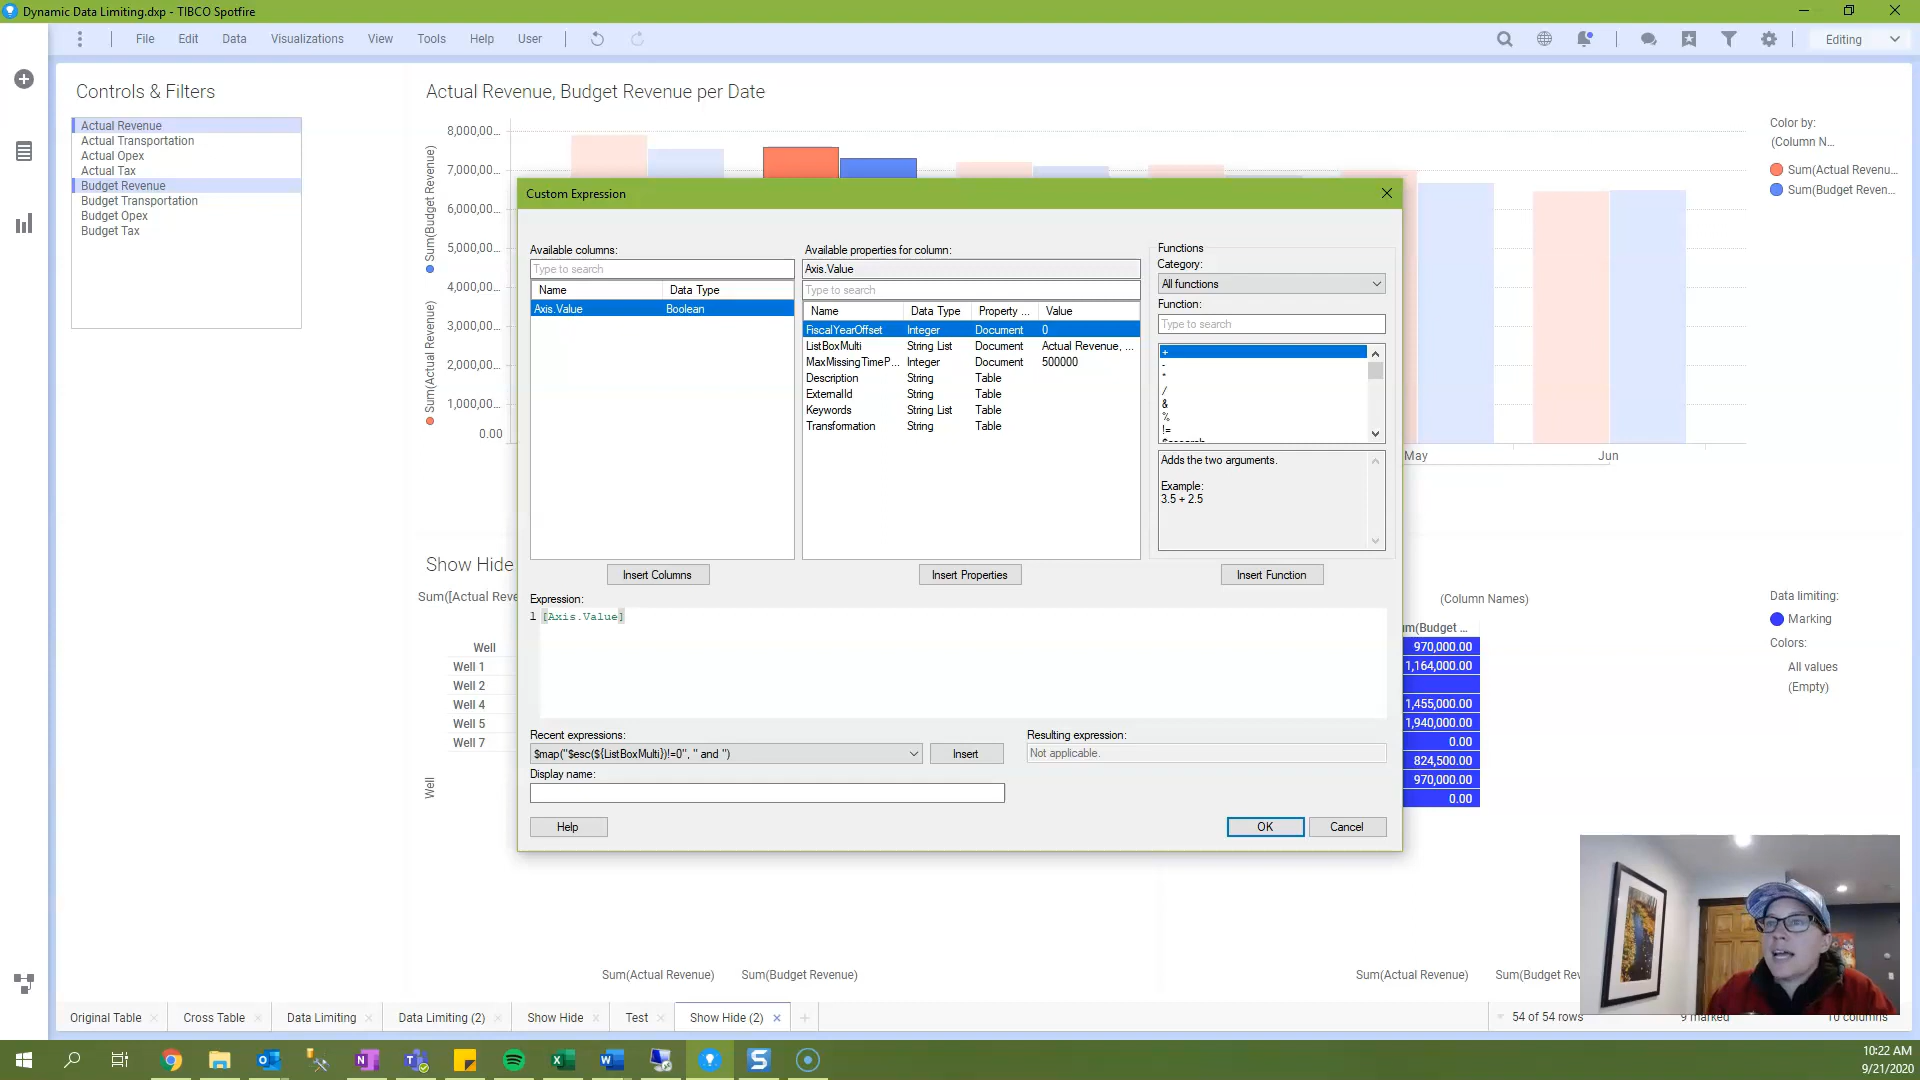 Dynamic Data Limiting.dxp - TIBCO Spotfire
File Edit Data Visualizations View Tools Help User
Editing
Controls & Filters
Actual Revenue
Actual Transportation
Actual Opex
Actual Tax
Budget Revenue
Budget Transportation
Budget Opex
Budget Tax
Actual Revenue, Budget Revenue per Date
Sum(Budget Revenue)
Sum(Actual Revenue)
8,000,00...
7,000,00...
6,000,00...
5,000,00...
4,000,00...
3,000,00...
2,000,00...
1,000,00...
0.00
May
Jun
Color by:
(Column N...
Sum(Actual Revenu...
Sum(Budget Reven...
Custom Expression
Available columns:
Type to search
Name Data Type
Axis.Value Boolean
Insert Columns
Available properties for column:
Axis.Value
Type to search
Name Data Type Property ... Value
FiscalYearOffset Integer Document 0
ListBoxMulti String List Document Actual Revenue, ...
MaxMissingTimeP... Integer Document 500000
Description String Table
ExternalId String Table
Keywords String List Table
Transformation String Table
Insert Properties
Functions
Category:
All functions
Function:
Type to search
+
-
*
/
&
%
!=
Adds the two arguments.
Example:
3.5 + 2.5
Insert Function
Expression:
1 [Axis.Value]
Recent expressions:
$map("$esc(${ListBoxMulti})!=0", " and ")
Insert
Resulting expression:
Not applicable.
Display name:
Help
OK
Cancel
Show Hide
Sum([Actual Reve
Well
Well 1
Well 2
Well 4
Well 5
Well 7
Well
Sum(Actual Revenue) Sum(Budget Revenue)
(Column Names)
m(Budget ...
970,000.00
1,164,000.00
1,455,000.00
1,940,000.00
0.00
824,500.00
970,000.00
0.00
Data limiting:
Marking
Colors:
All values
(Empty)
Sum(Actual Revenue) Sum(Budget Rev
Original Table Cross Table Data Limiting Data Limiting (2) Show Hide Test Show Hide (2)
54 of 54 rows
9 marked
10 columns
10:22 AM
9/21/2020